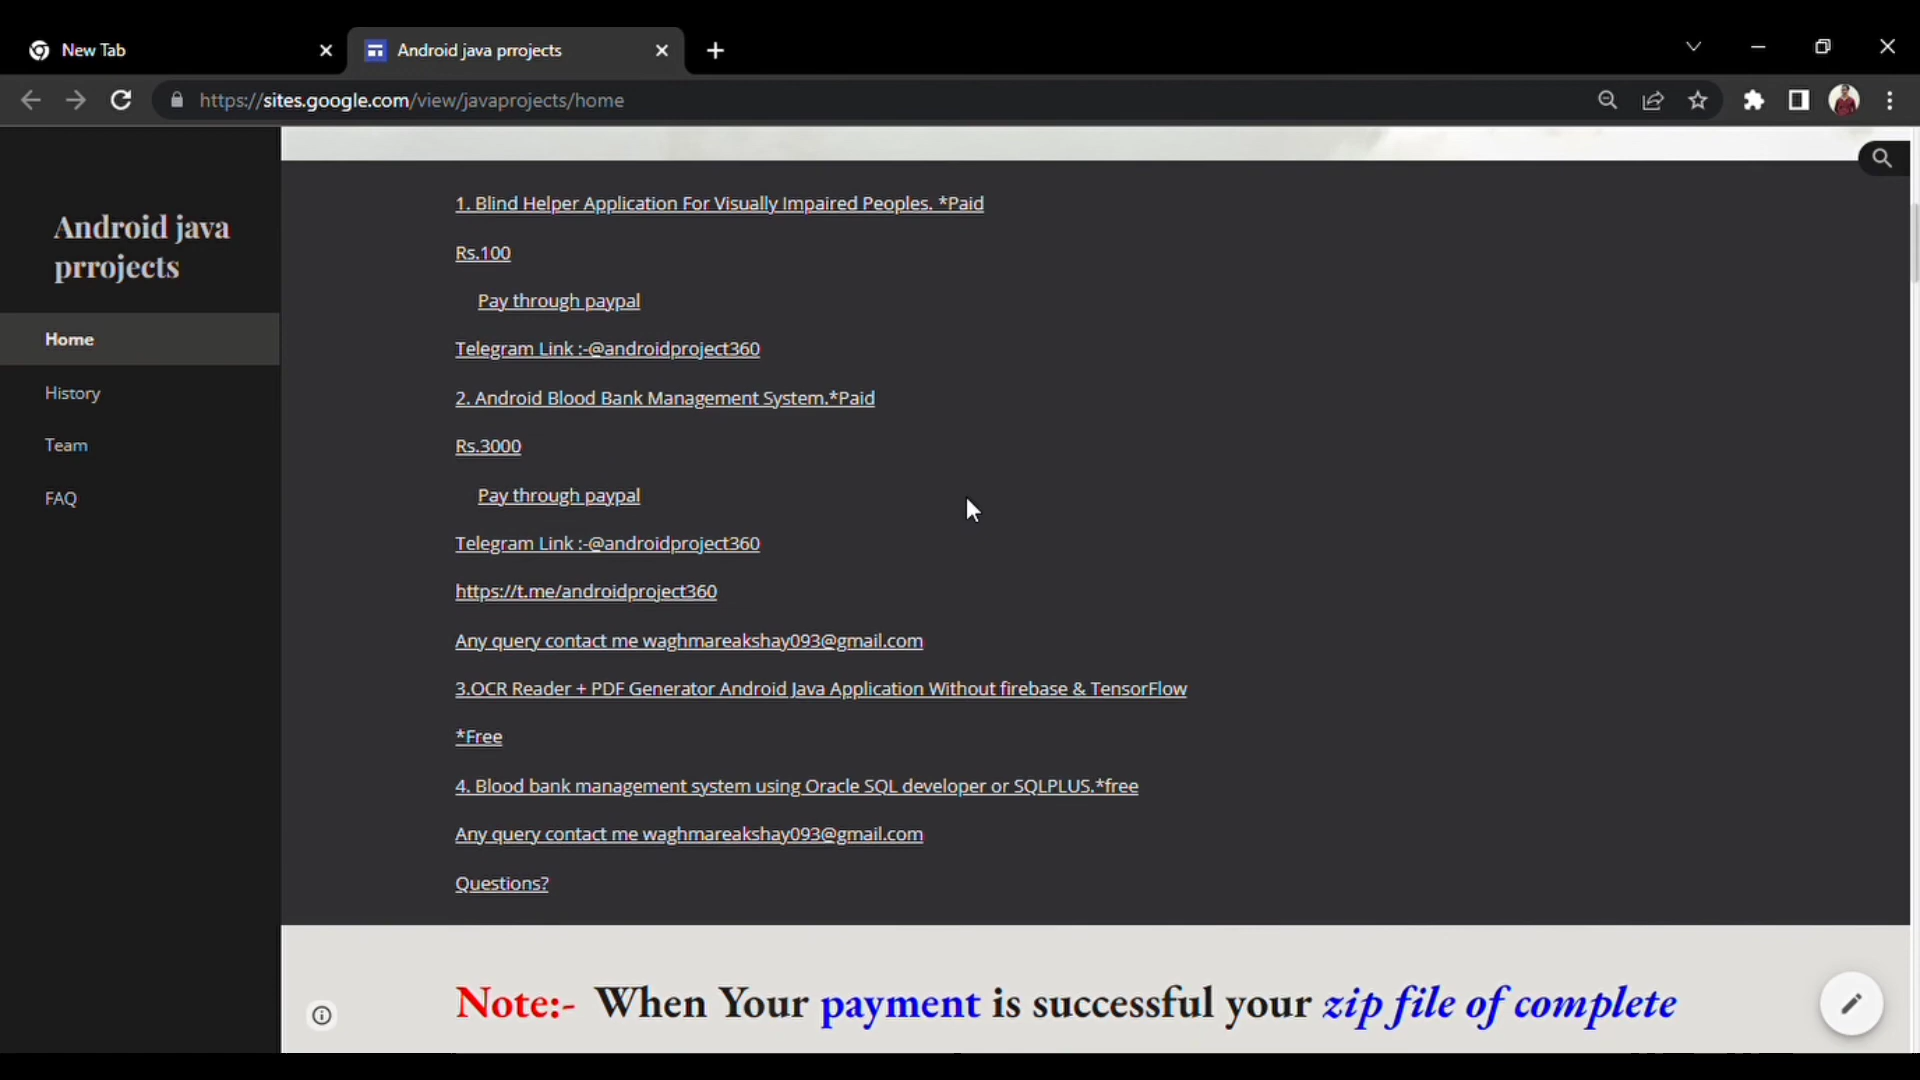 New Tab
Android java prrojects
https://sites.google.com/view/javaprojects/home
Android java
prrojects
Home
History
Team
FAQ
1. Blind Helper Application For Visually Impaired Peoples. *Paid
Rs.100
Pay through paypal
Telegram Link :-@androidproject360
2. Android Blood Bank Management System.*Paid
Rs.3000
Pay through paypal
Telegram Link :-@androidproject360
https://t.me/androidproject360
Any query contact me waghmareakshay093@gmail.com
3.OCR Reader + PDF Generator Android Java Application Without firebase & TensorFlow
*Free
4. Blood bank management system using Oracle SQL developer or SQLPLUS.*free
Any query contact me waghmareakshay093@gmail.com
Questions?
Note:- When Your payment is successful your zip file of complete